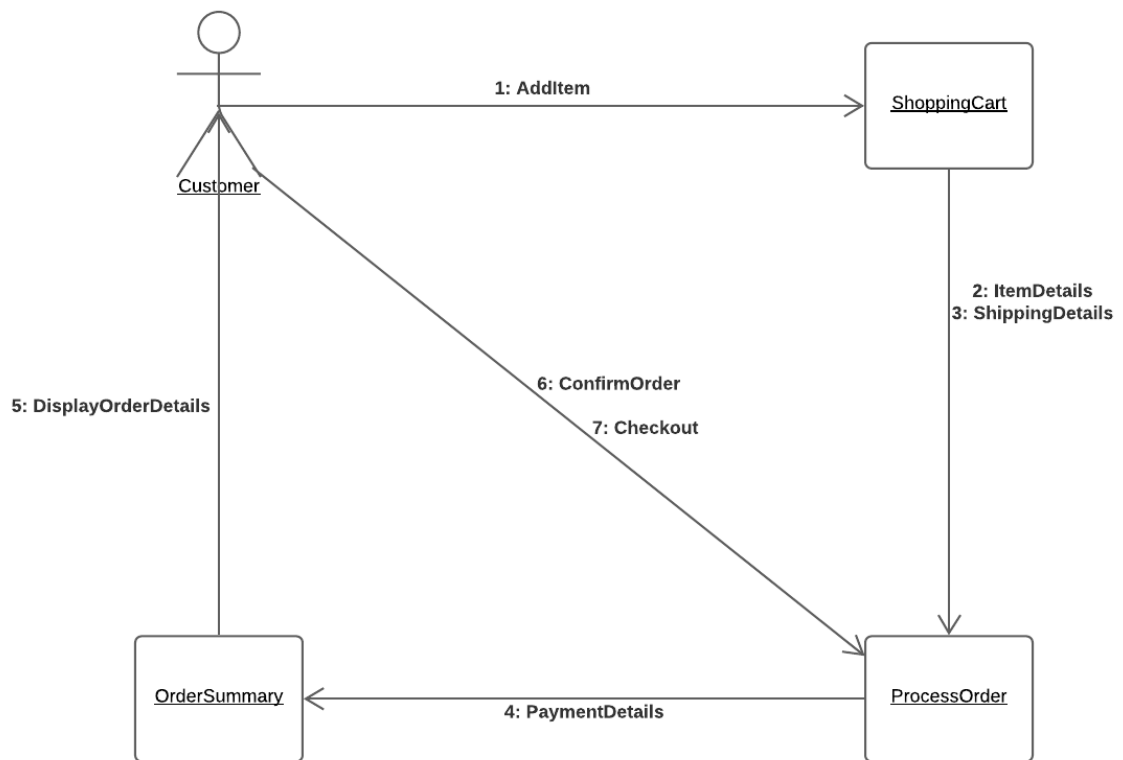 1: AddItem
ShoppingCart
Customer
2: ItemDetails
3: ShippingDetails
6: ConfirmOrder
5: DisplayOrderDetails
7: Checkout
OrderSummary
ProcessOrder
4: PaymentDetails